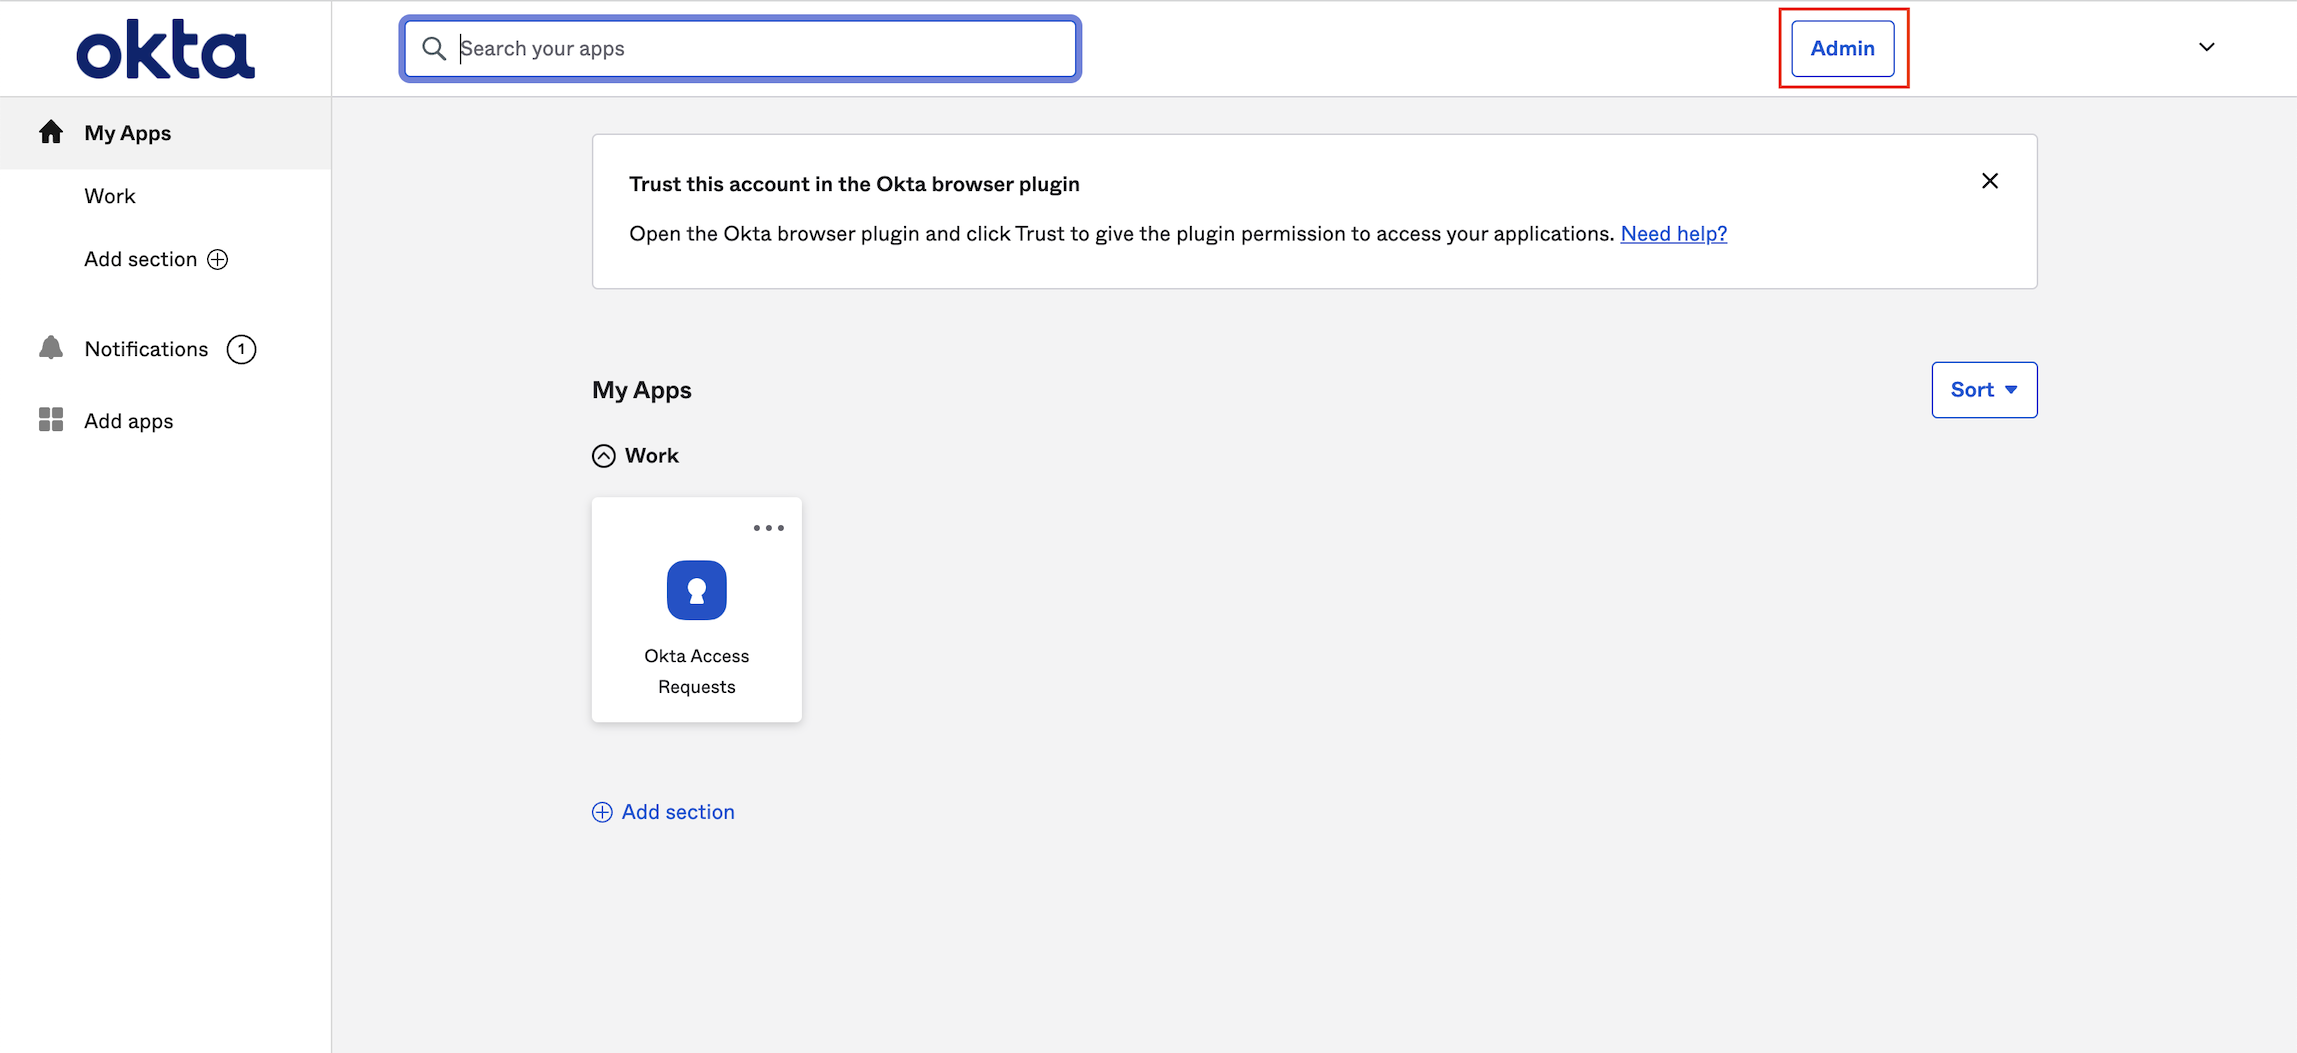 okta
Search your apps
Admin
My Apps
Work
Add section
Notifications 1
Add apps
Trust this account in the Okta browser plugin
Open the Okta browser plugin and click Trust to give the plugin permission to access your applications. Need help?
My Apps
Sort
Work
Okta Access
Requests
Add section